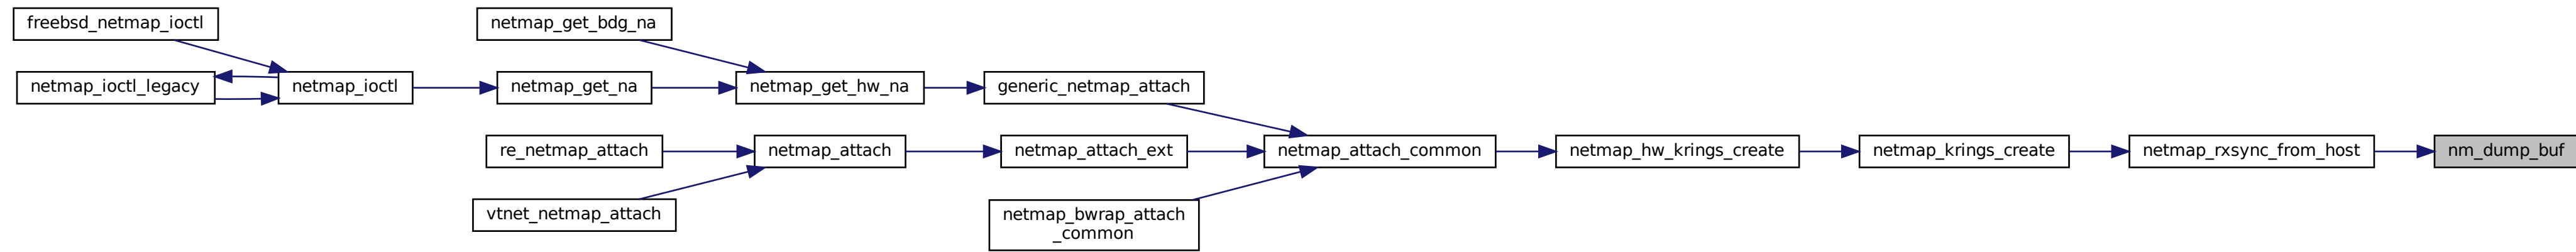 freebsd_netmap_ioctl
netmap_get_bdg_na
netmap_ioctl_legacy
netmap_ioctl
netmap_get_na
netmap_get_hw_na
generic_netmap_attach
re_netmap_attach
netmap_attach
netmap_attach_ext
netmap_attach_common
netmap_hw_krings_create
netmap_krings_create
netmap_rxsync_from_host
nm_dump_buf
vtnet_netmap_attach
netmap_bwrap_attach
_common